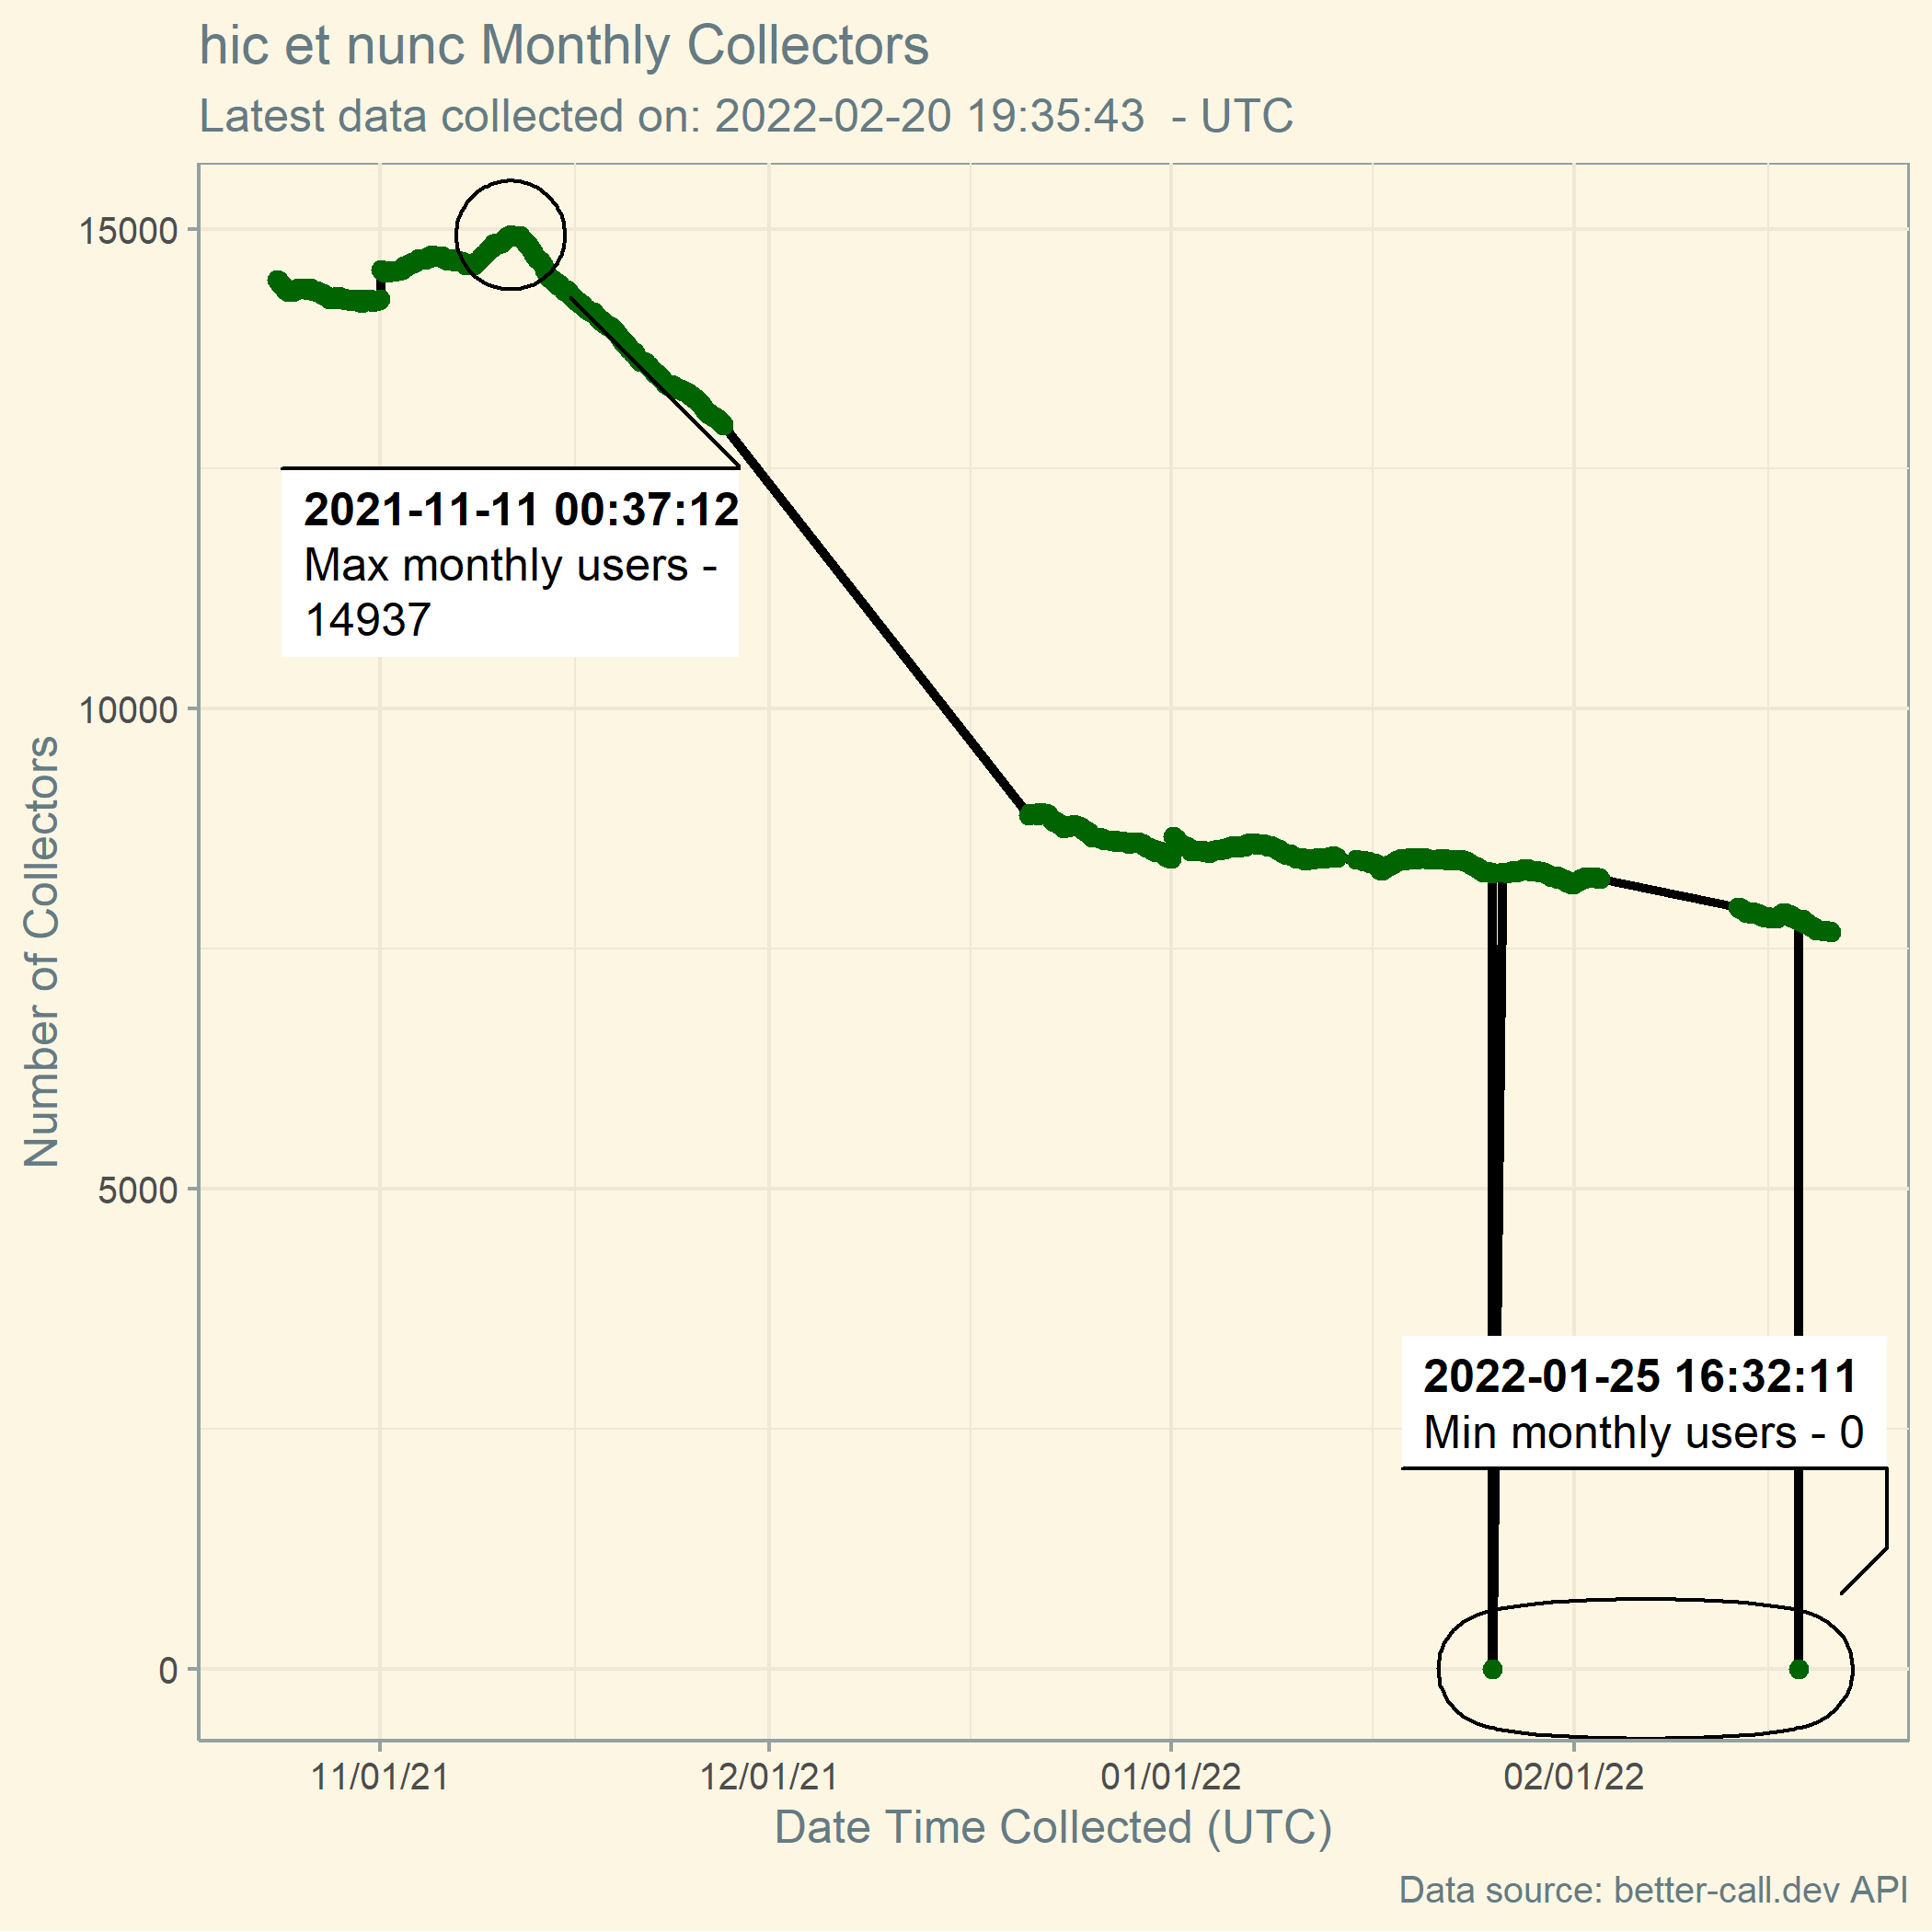 hic et nunc Monthly Collectors
Latest data collected on: 2022-02-20 19:35:43  - UTC
15000
10000
5000
0
Number of Collectors
2021-11-11 00:37:12
Max monthly users -
14937
2022-01-25 16:32:11
Min monthly users - 0
11/01/21
12/01/21
01/01/22
02/01/22
Date Time Collected (UTC)
Data source: better-call.dev API